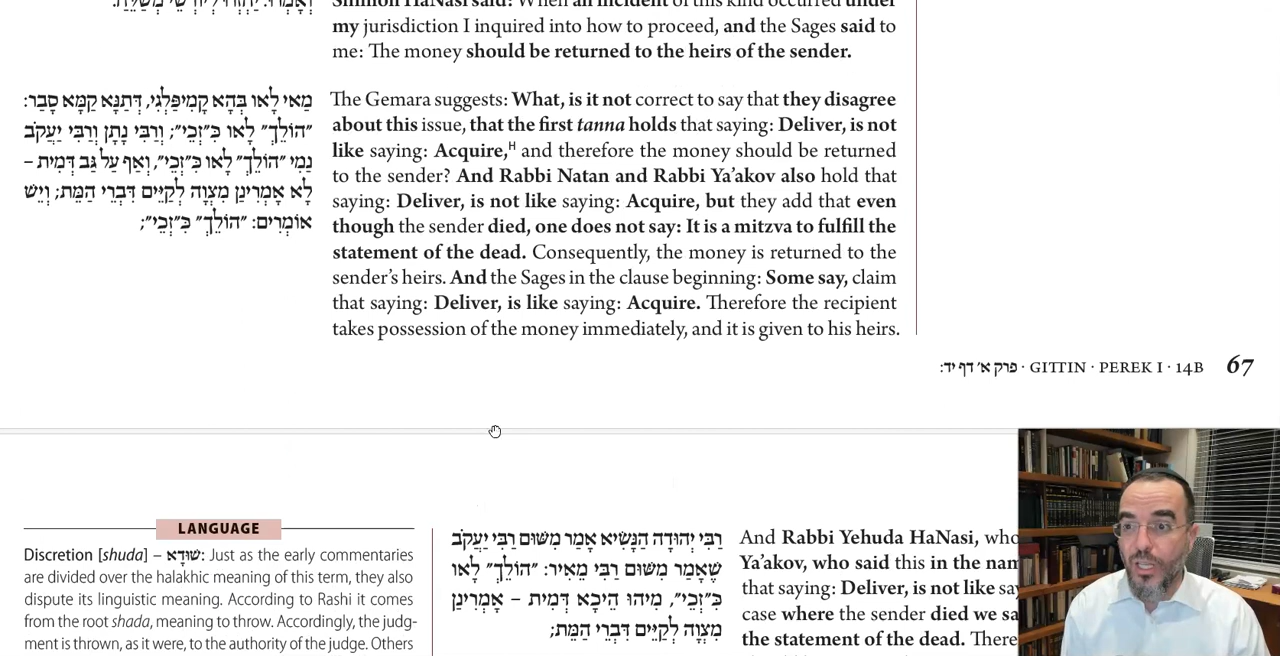 וְאָמְרוּ: יַחְזְרוּ לְיוֹרְשֵׁי מְשַׁלֵּחַ.
Shimon HaNasi said: When an incident of this kind occurred under
my jurisdiction I inquired into how to proceed, and the Sages said to
me: The money should be returned to the heirs of the sender.
מַאי לָאו בְּהָא קָמִיפַּלְגִי, דְּתַנָּא קַמָּא סָבַר:
״הוֹלֵךְ״ לָאו כִּ״זְכֵי״; וְרַבִּי נָתָן וְרַבִּי יַעֲקֹב
נַמִי ״הוֹלֵךְ״ לָאו כִּ״זְכֵי״, וְאַף עַל גַּב דְּמִית –
לָא אָמְרִינַן מִצְוָה לְקַיֵּים דִּבְרֵי הַמֵּת; וְיֵשׁ
אוֹמְרִים: ״הוֹלֵךְ״ כִּ״זְכֵי״;
The Gemara suggests: What, is it not correct to say that they disagree
about this issue, that the first tanna holds that saying: Deliver, is not
like saying: Acquire,ᴴ and therefore the money should be returned
to the sender? And Rabbi Natan and Rabbi Ya’akov also hold that
saying: Deliver, is not like saying: Acquire, but they add that even
though the sender died, one does not say: It is a mitzva to fulfill the
statement of the dead. Consequently, the money is returned to the
sender’s heirs. And the Sages in the clause beginning: Some say, claim
that saying: Deliver, is like saying: Acquire. Therefore the recipient
takes possession of the money immediately, and it is given to his heirs.
פרק א׳ דף יד: · GITTIN · PEREK I · 14B 67
LANGUAGE
Discretion [shuda] – שׁוּדָא: Just as the early commentaries
are divided over the halakhic meaning of this term, they also
dispute its linguistic meaning. According to Rashi it comes
from the root shada, meaning to throw. Accordingly, the judg-
ment is thrown, as it were, to the authority of the judge. Others
רַבִּי יְהוּדָה הַנָּשִׂיא אָמַר מִשּׁוּם רַבִּי יַעֲקֹב
שֶׁאָמַר מִשּׁוּם רַבִּי מֵאִיר: ״הוֹלֵךְ״ לָאו
כִּ״זְכֵי״, מִיהוּ הֵיכָא דְּמִית – אָמְרִינַן
מִצְוָה לְקַיֵּים דִּבְרֵי הַמֵּת;
And Rabbi Yehuda HaNasi, who
Ya’akov, who said this in the nam
that saying: Deliver, is not like say
case where the sender died we sa
the statement of the dead. There